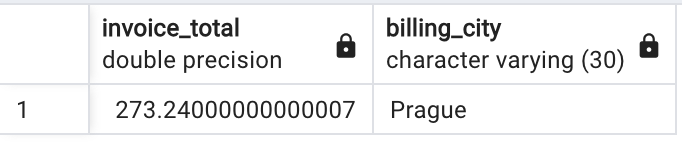 invoice_total billing_city
double precision character varying (30)
1 273.24000000000007 Prague